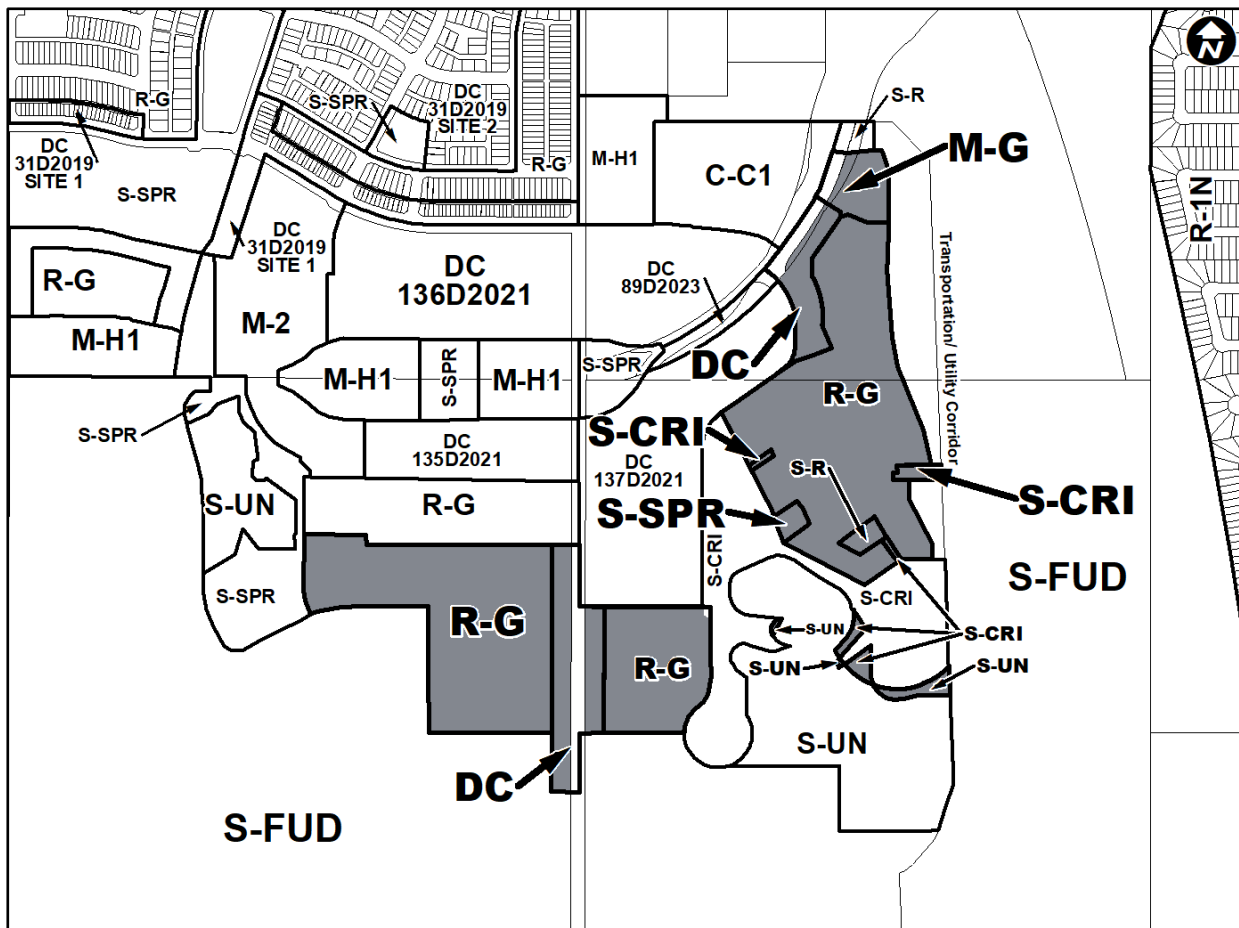 N
R-G
S-SPR
DC
31D2019
SITE 2
S-R
DC
31D2019
SITE 1
R-G
M-H1
M-G
C-C1
S-SPR
R-1N
DC
31D2019
SITE 1
Transportation/ Utility Corridor
R-G
DC
136D2021
DC
89D2023
M-2
M-H1
DC
M-H1
S-SPR
M-H1
S-SPR
R-G
S-SPR
S-CRI
DC
135D2021
DC
137D2021
S-R
S-UN
R-G
S-SPR
S-CRI
S-CRI
S-FUD
S-SPR
S-CRI
R-G
S-UN
S-CRI
R-G
S-UN
S-UN
S-UN
DC
S-FUD